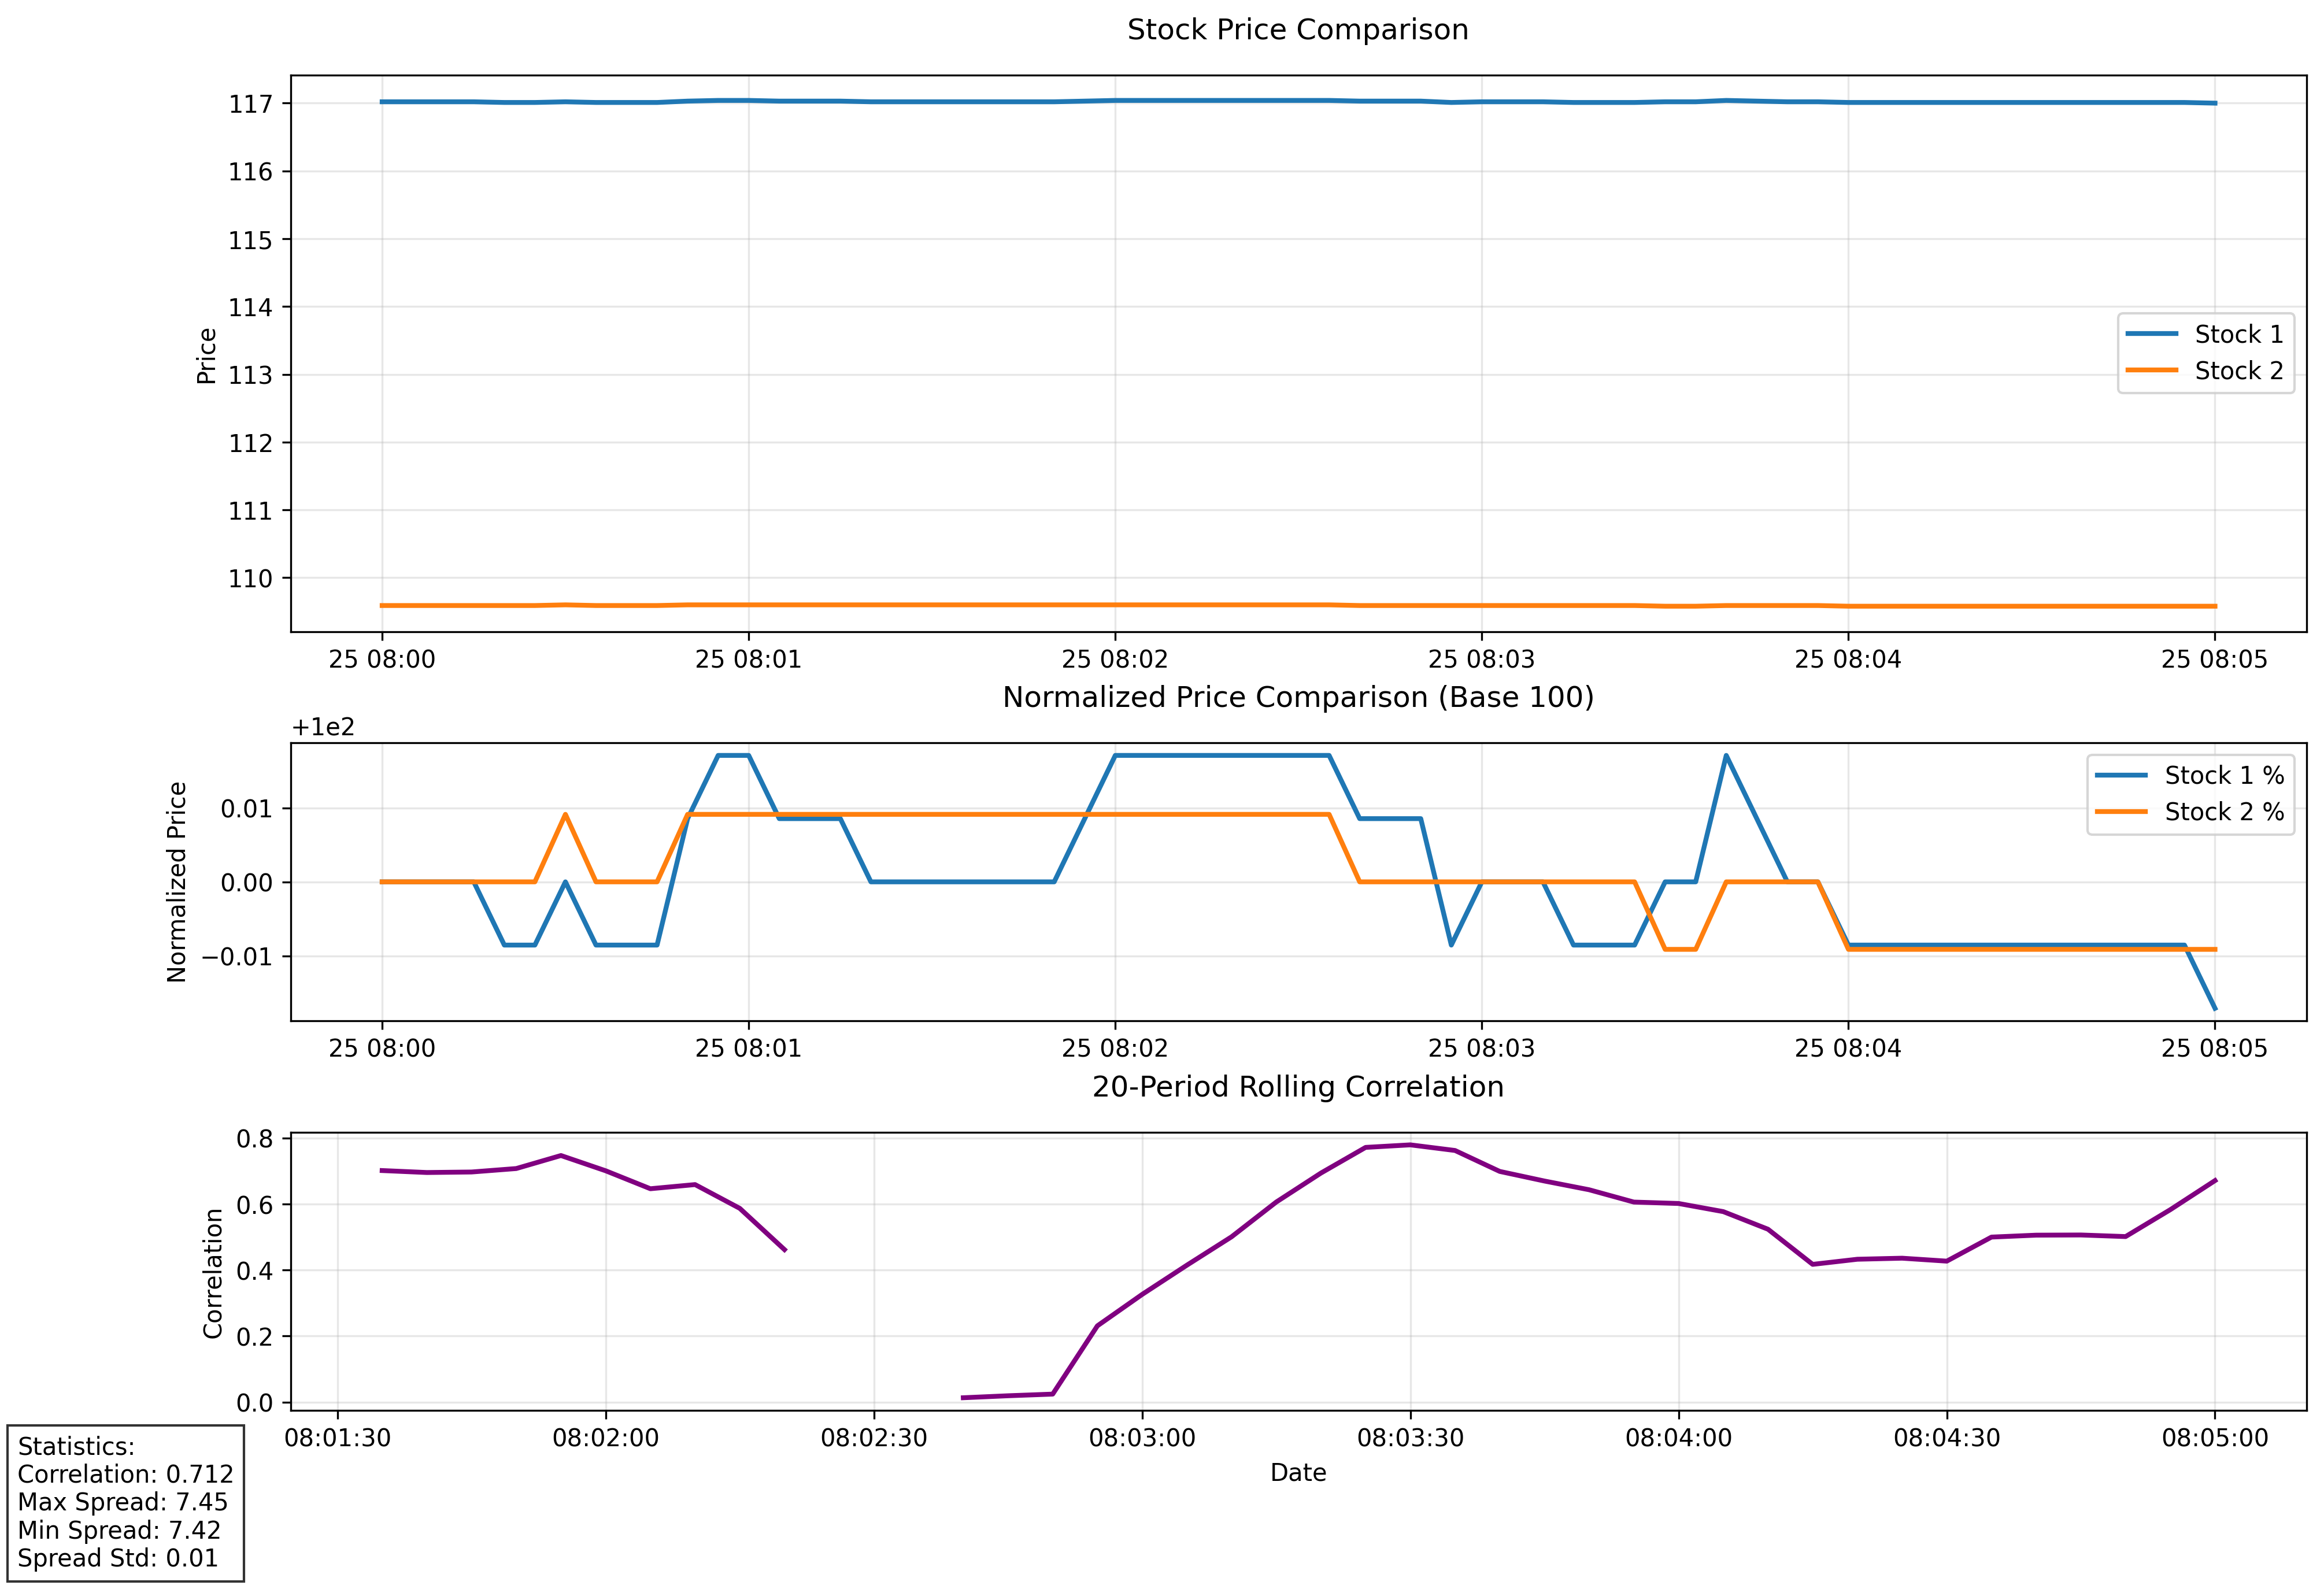 Stock Price Comparison
117
116
115
114
113
112
111
110
Price
Stock 1
Stock 2
25 08:00
25 08:01
25 08:02
25 08:03
25 08:04
25 08:05
Normalized Price Comparison (Base 100)
+1e2
0.01
0.00
−0.01
Normalized Price
Stock 1 %
Stock 2 %
25 08:00
25 08:01
25 08:02
25 08:03
25 08:04
25 08:05
20-Period Rolling Correlation
0.8
0.6
0.4
0.2
0.0
Correlation
08:01:30
08:02:00
08:02:30
08:03:00
08:03:30
08:04:00
08:04:30
08:05:00
Date
Statistics:
Correlation: 0.712
Max Spread: 7.45
Min Spread: 7.42
Spread Std: 0.01